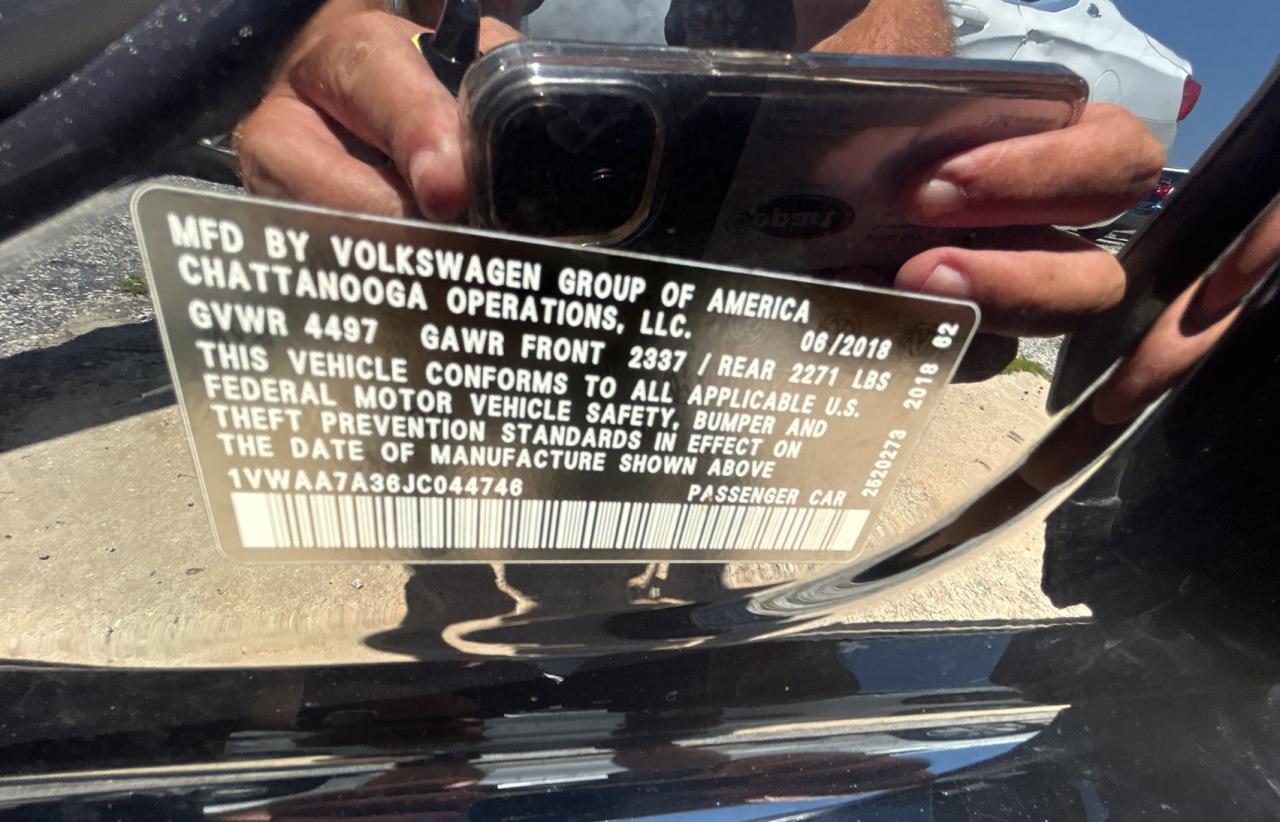 MFD BY VOLKSWAGEN GROUP OF AMERICA
CHATTANOOGA OPERATIONS, LLC. 06/2018
GVWR 4497 GAWR FRONT 2337 / REAR 2271 LBS
THIS VEHICLE CONFORMS TO ALL APPLICABLE U.S.
FEDERAL MOTOR VEHICLE SAFETY, BUMPER AND
THEFT PREVENTION STANDARDS IN EFFECT ON
THE DATE OF MANUFACTURE SHOWN ABOVE
1VWAA7A36JC044746 PASSENGER CAR
2520273 2018 62